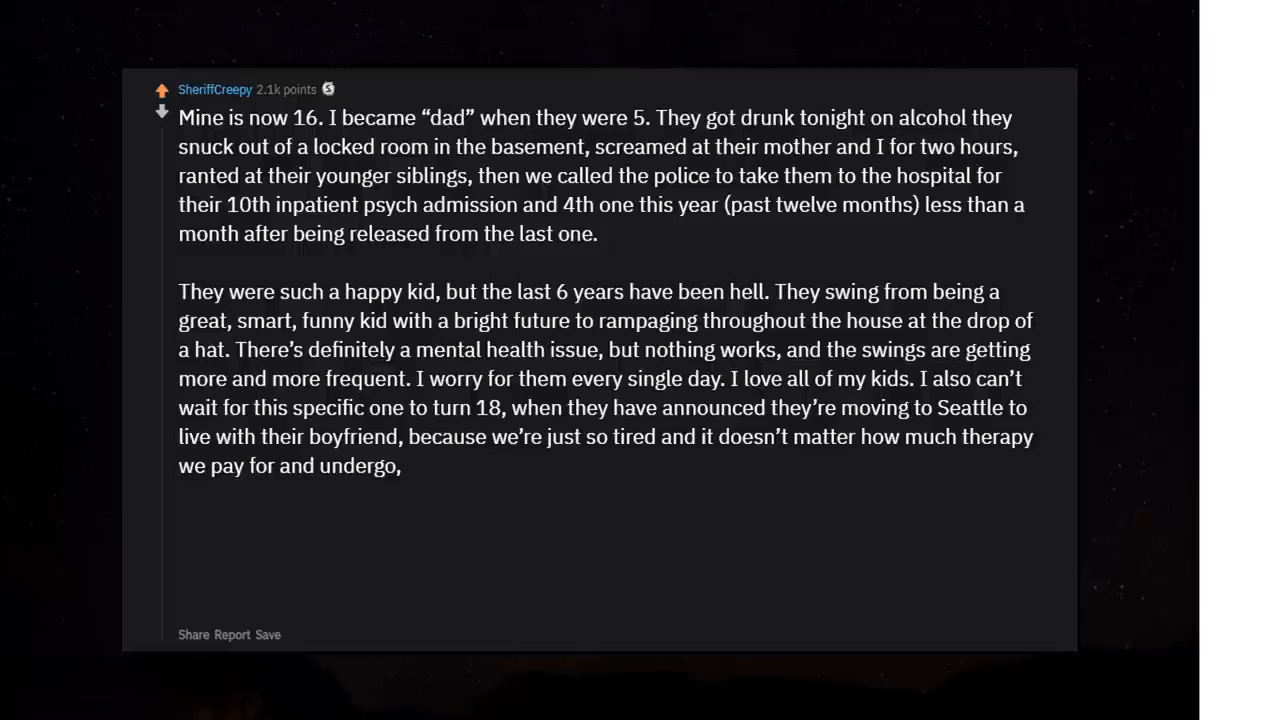 SheriffCreepy 2.1k points
Mine is now 16. I became “dad” when they were 5. They got drunk tonight on alcohol they
snuck out of a locked room in the basement, screamed at their mother and I for two hours,
ranted at their younger siblings, then we called the police to take them to the hospital for
their 10th inpatient psych admission and 4th one this year (past twelve months) less than a
month after being released from the last one.
They were such a happy kid, but the last 6 years have been hell. They swing from being a
great, smart, funny kid with a bright future to rampaging throughout the house at the drop of
a hat. There’s definitely a mental health issue, but nothing works, and the swings are getting
more and more frequent. I worry for them every single day. I love all of my kids. I also can’t
wait for this specific one to turn 18, when they have announced they’re moving to Seattle to
live with their boyfriend, because we’re just so tired and it doesn’t matter how much therapy
we pay for and undergo,
Share Report Save